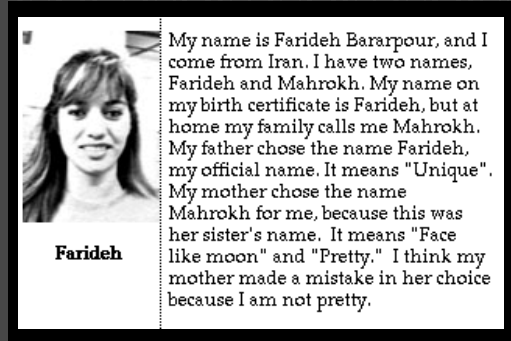 My name is Farideh Bararpour, and I
come from Iran. I have two names,
Farideh and Mahrokh. My name on
my birth certificate is Farideh, but at
home my family calls me Mahrokh.
My father chose the name Farideh,
my official name. It means "Unique".
My mother chose the name
Mahrokh for me, because this was
her sister's name.  It means "Face
like moon" and "Pretty."  I think my
mother made a mistake in her choice
because I am not pretty.
Farideh